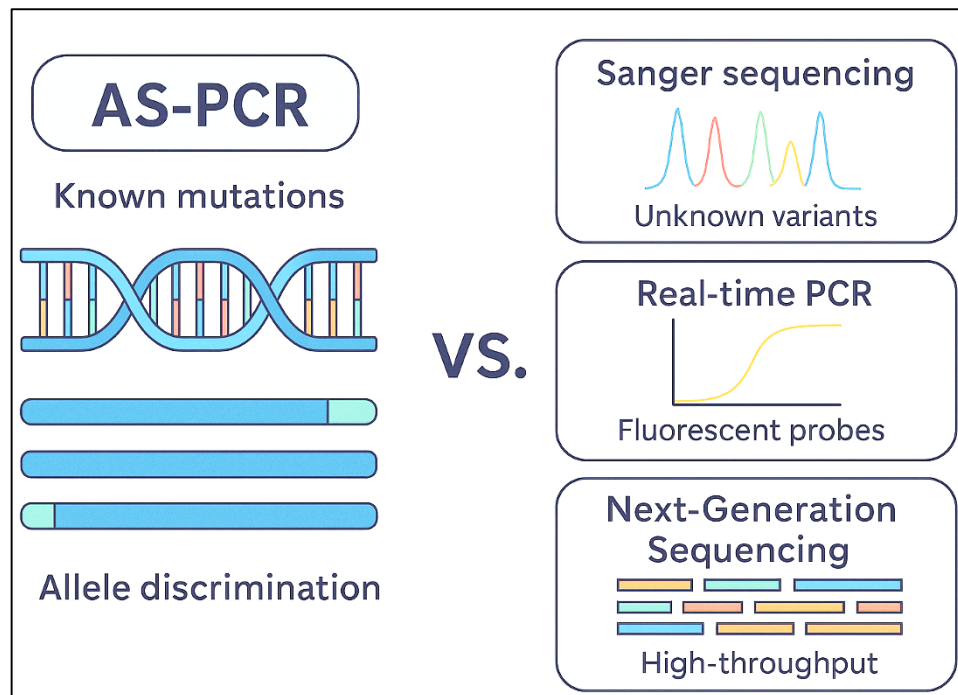 AS-PCR
Known mutations
Allele discrimination
VS.
Sanger sequencing
Unknown variants
Real-time PCR
Fluorescent probes
Next-Generation
Sequencing
High-throughput